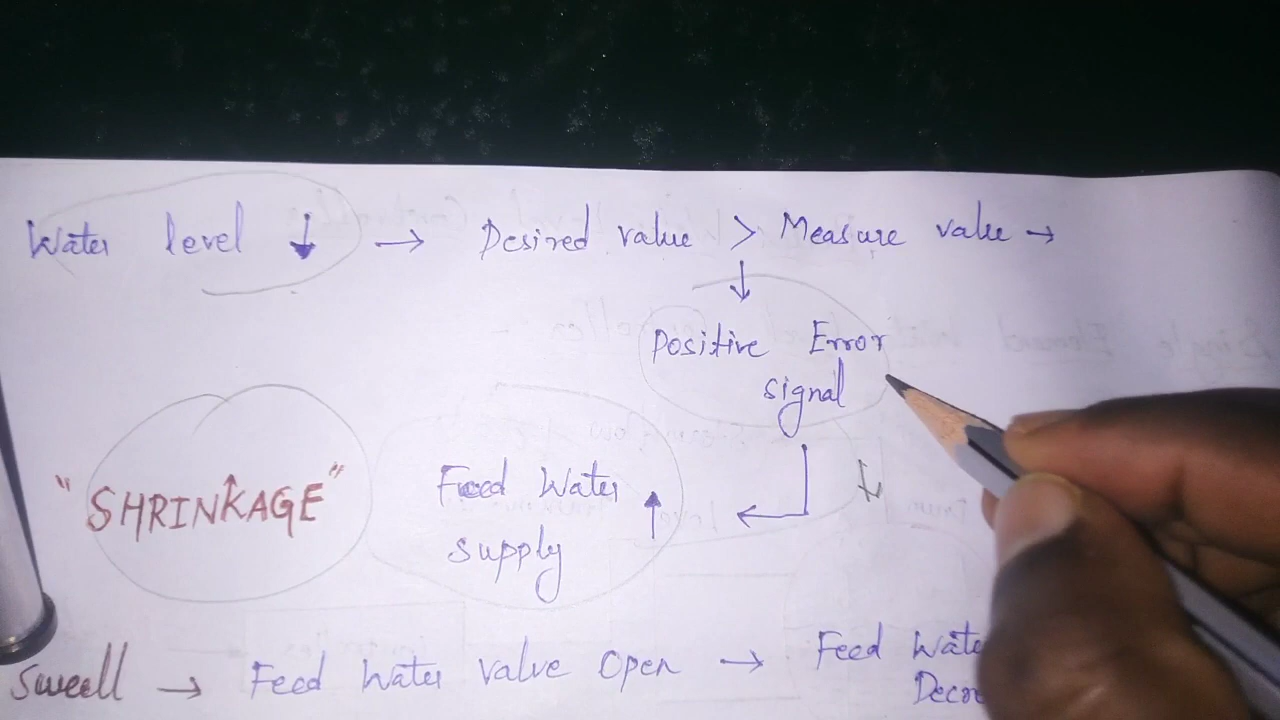 Water level ↓ → Desired value > Measure value →
↓
Positive Error
signal
"SHRINKAGE"
Feed Water ↑
supply
Swell → Feed Water valve Open → Feed Wate
Decre